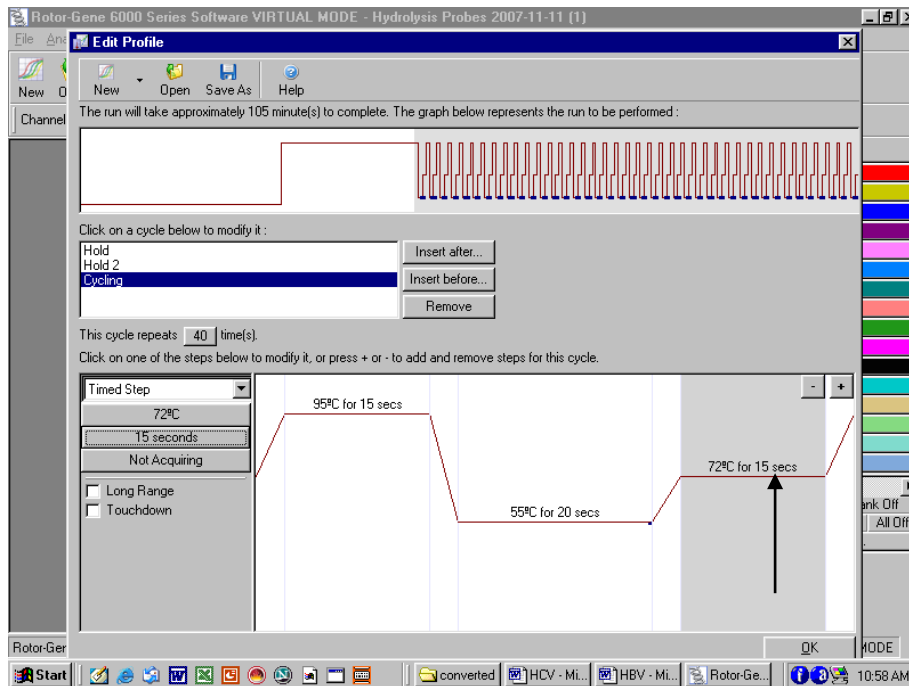 Rotor-Gene 6000 Series Software VIRTUAL MODE - Hydrolysis Probes 2007-11-11 (1)
File
Edit Profile
New
New Open Save As Help
Channel
The run will take approximately 105 minute(s) to complete. The graph below represents the run to be performed :
Click on a cycle below to modify it :
Hold
Hold 2
Cycling
Insert after...
Insert before...
Remove
This cycle repeats 40 time(s).
Click on one of the steps below to modify it, or press + or - to add and remove steps for this cycle.
Timed Step
72ºC
15 seconds
Not Acquiring
Long Range
Touchdown
95ºC for 15 secs
55ºC for 20 secs
72ºC for 15 secs
- +
ank Off
All Off
OK
Rotor-Ger
MODE
Start converted HCV - Mi... HBV - Mi... Rotor-Ge... 10:58 AM